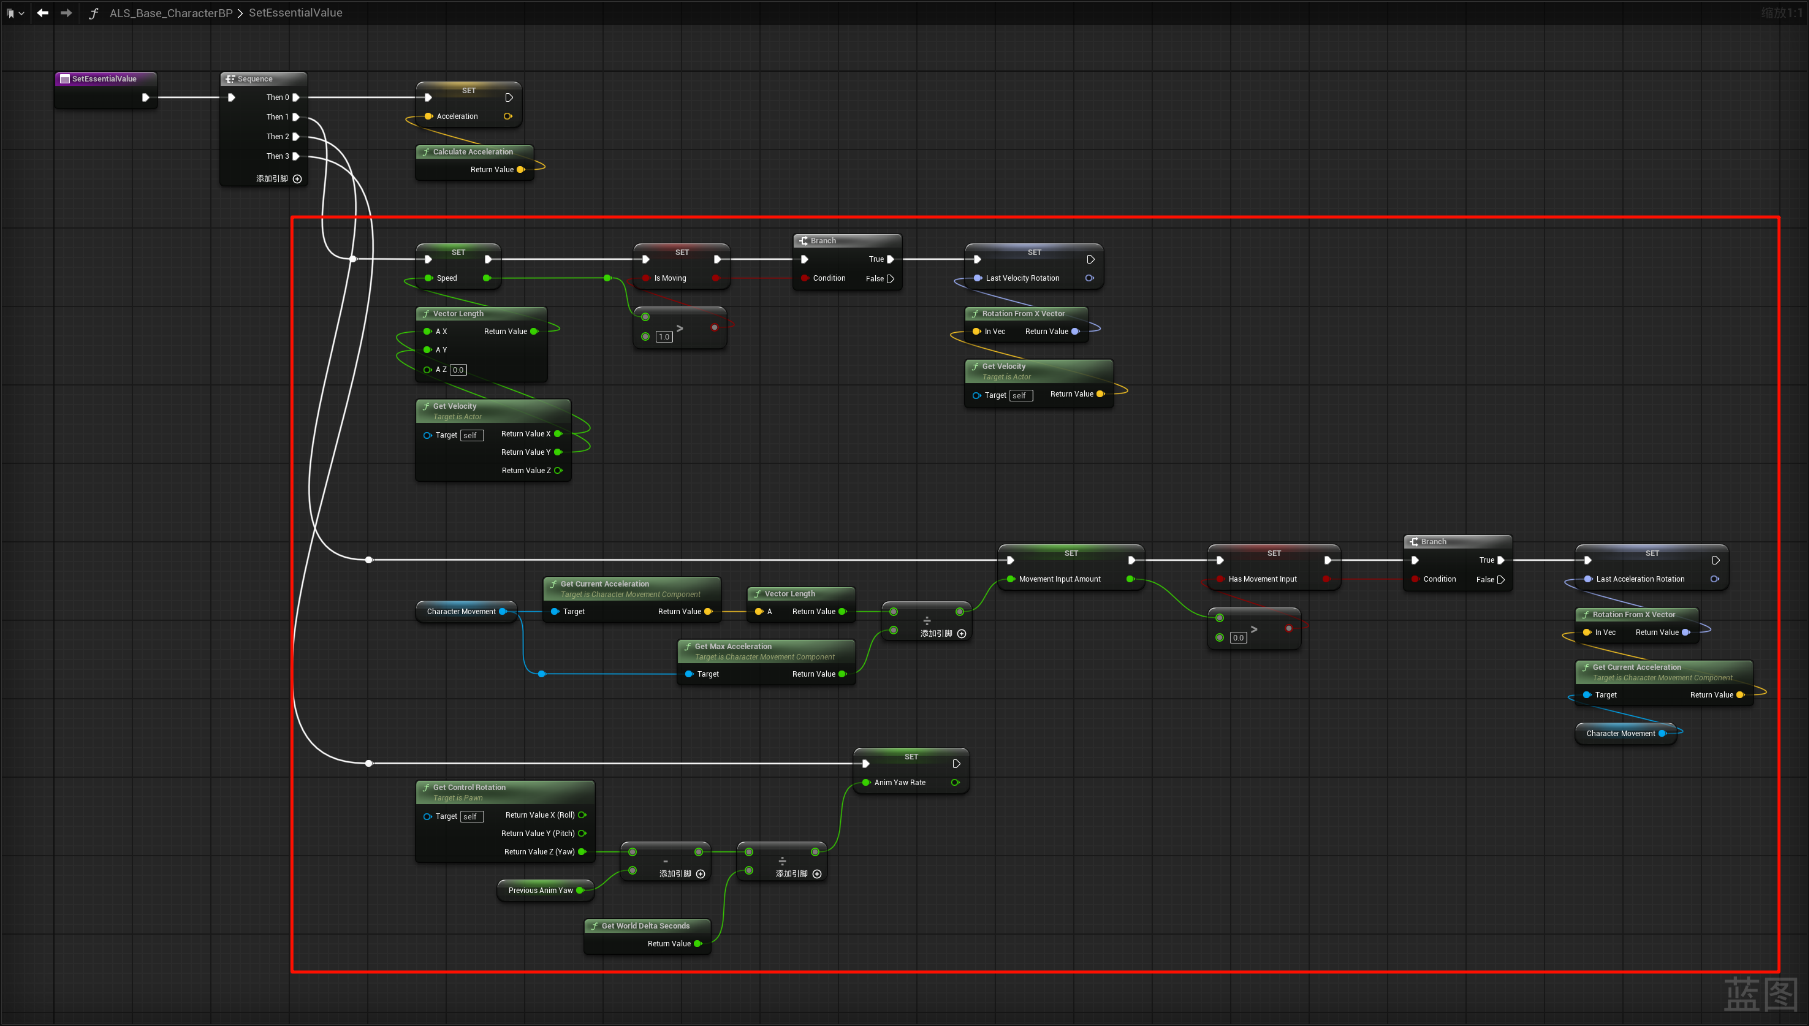 ALS_Base_CharacterBP > SetEssentialValue
缩放1:1
SetEssentialValue
Sequence
Then 0
Then 1
Then 2
Then 3
添加引脚
SET
Acceleration
Calculate Acceleration
Return Value
SET
Speed
Vector Length
A X
Return Value
A Y
A Z 0.0
Get Velocity
Target is Actor
Target self
Return Value X
Return Value Y
Return Value Z
SET
Is Moving
>
1.0
Branch
True
Condition
False
SET
Last Velocity Rotation
Rotation From X Vector
In Vec
Return Value
Get Velocity
Target is Actor
Target self
Return Value
Character Movement
Get Current Acceleration
Target is Character Movement Component
Target
Return Value
Vector Length
A
Return Value
Get Max Acceleration
Target is Character Movement Component
Target
Return Value
÷
添加引脚
SET
Movement Input Amount
SET
Has Movement Input
>
0.0
Branch
True
Condition
False
SET
Last Acceleration Rotation
Rotation From X Vector
In Vec
Return Value
Get Current Acceleration
Target is Character Movement Component
Target
Return Value
Character Movement
SET
Anim Yaw Rate
Get Control Rotation
Target is Pawn
Target self
Return Value X (Roll)
Return Value Y (Pitch)
Return Value Z (Yaw)
Previous Anim Yaw
-
添加引脚
÷
添加引脚
Get World Delta Seconds
Return Value
蓝图